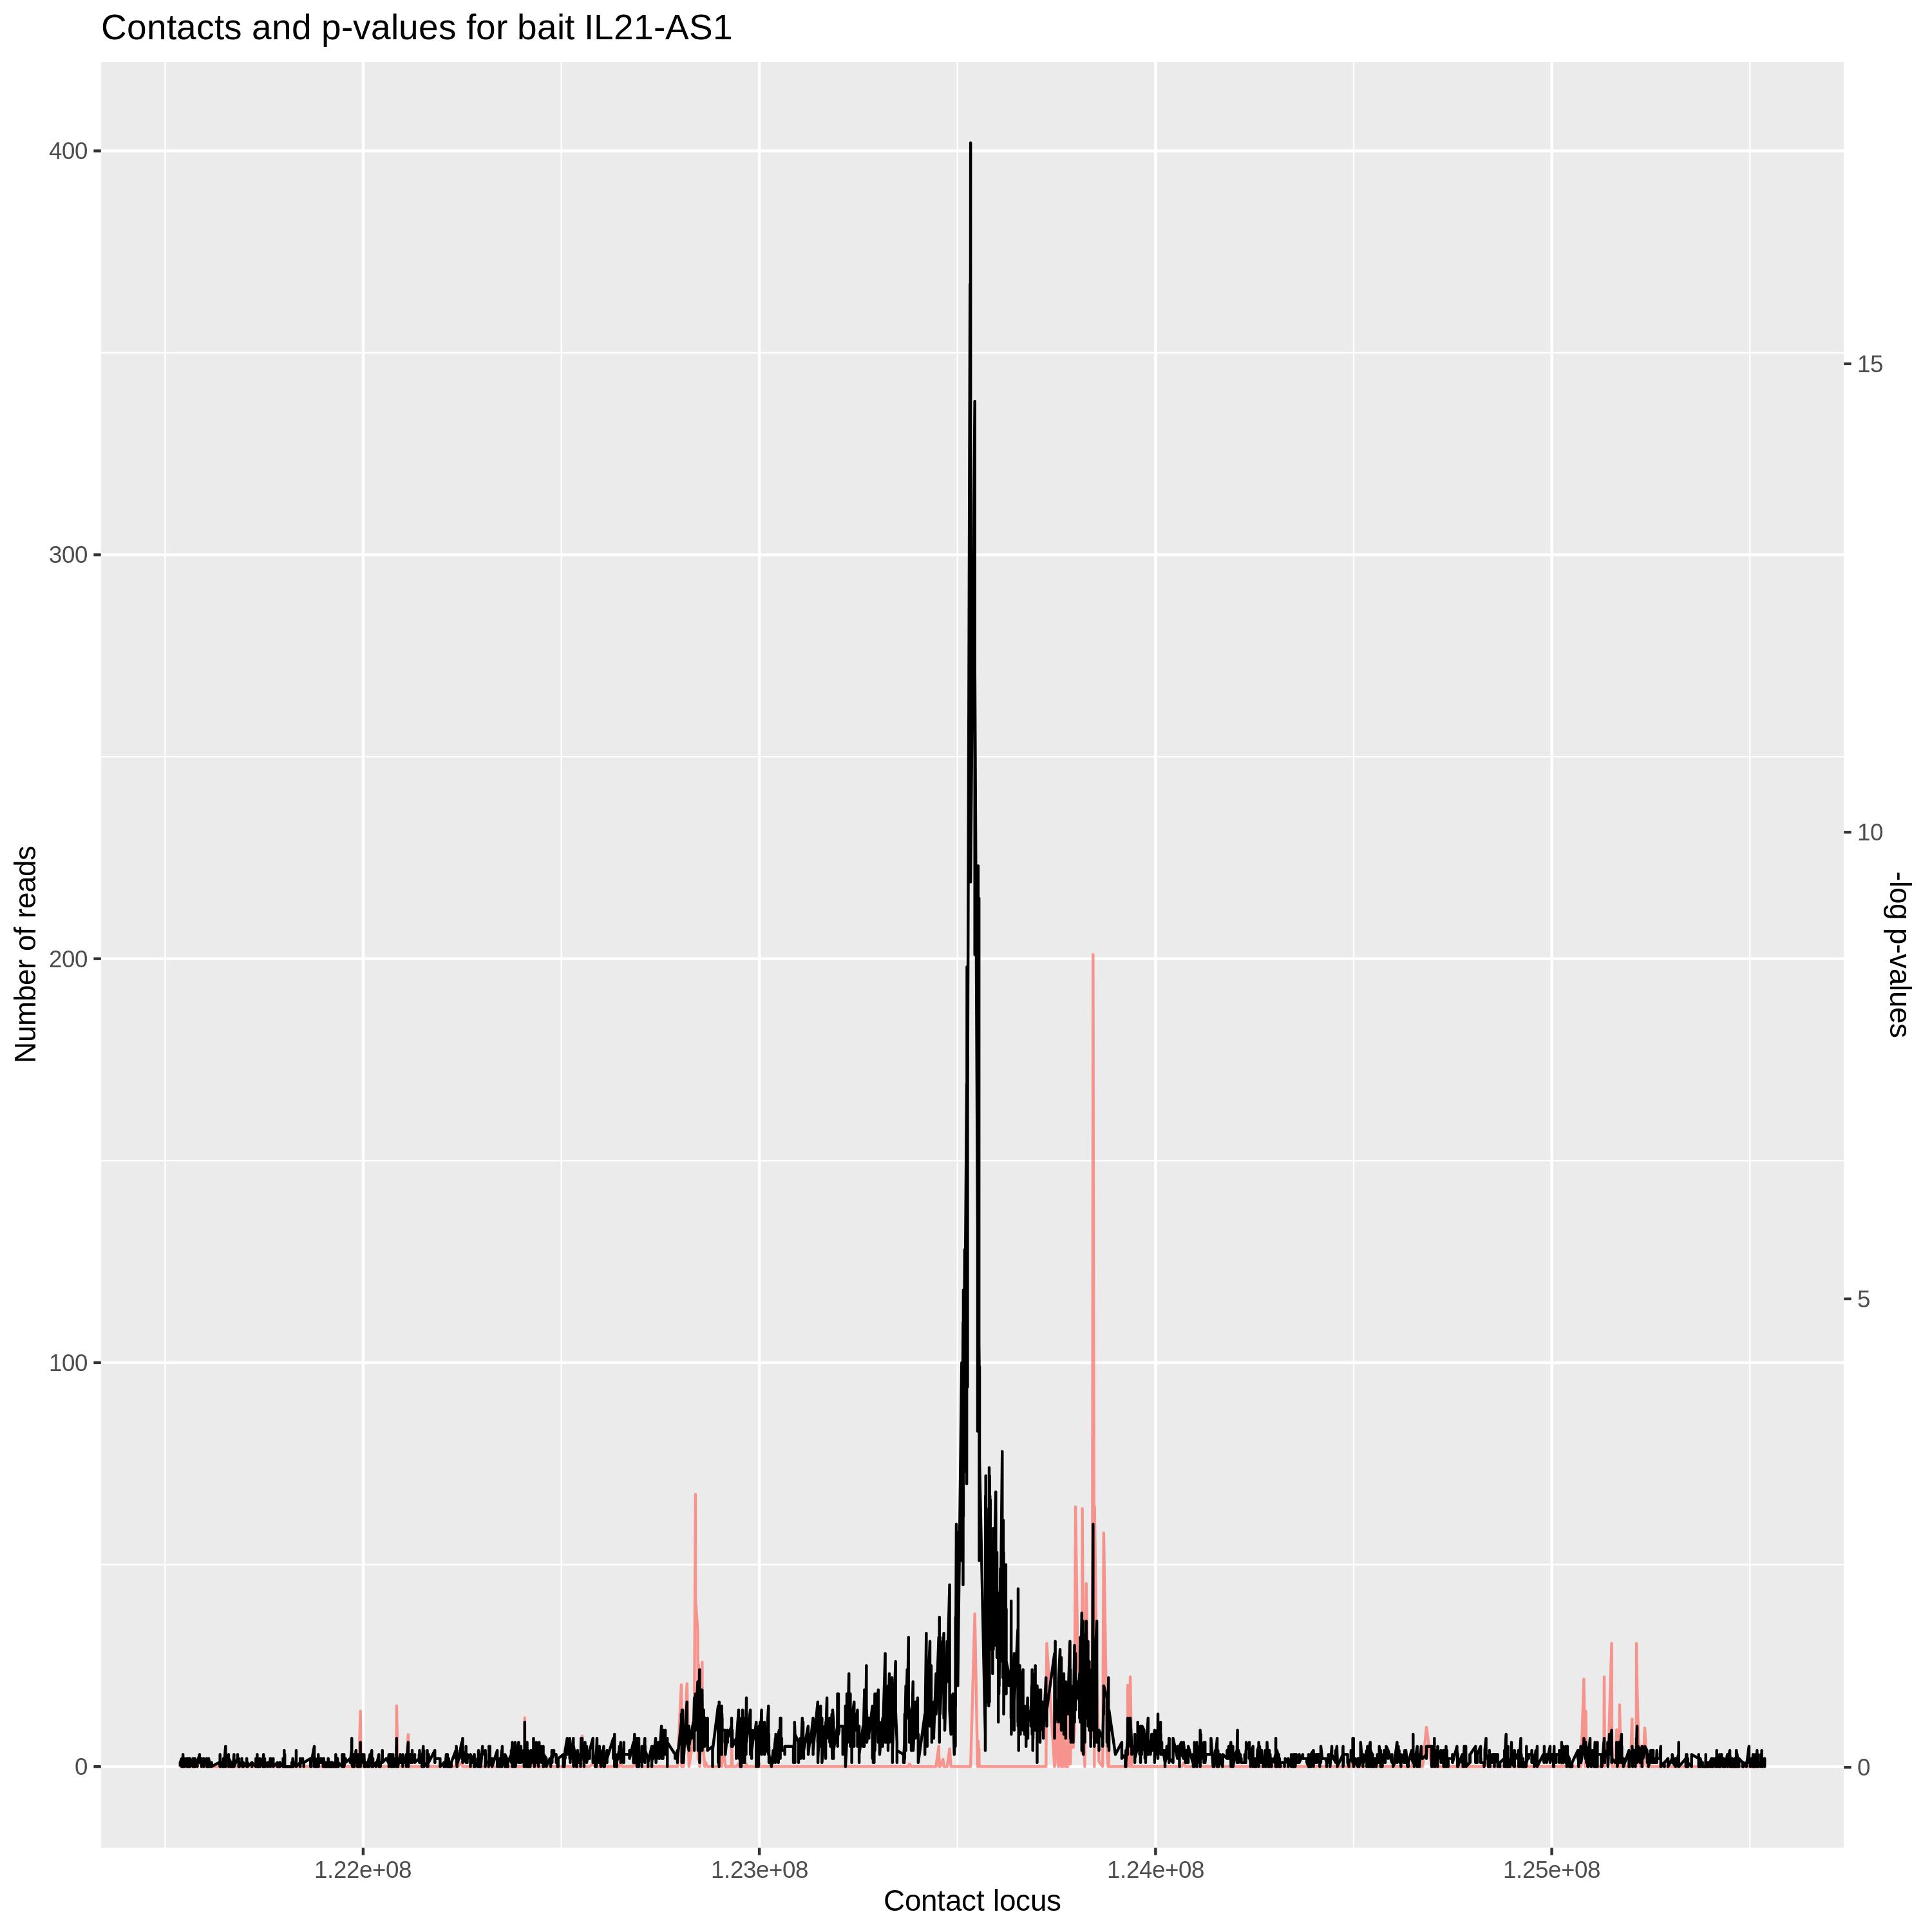 Contacts and p-values for bait IL21-AS1
400
300
200
100
0
Number of reads
15
10
5
0
-log p-values
1.22e+08
1.23e+08
1.24e+08
1.25e+08
Contact locus